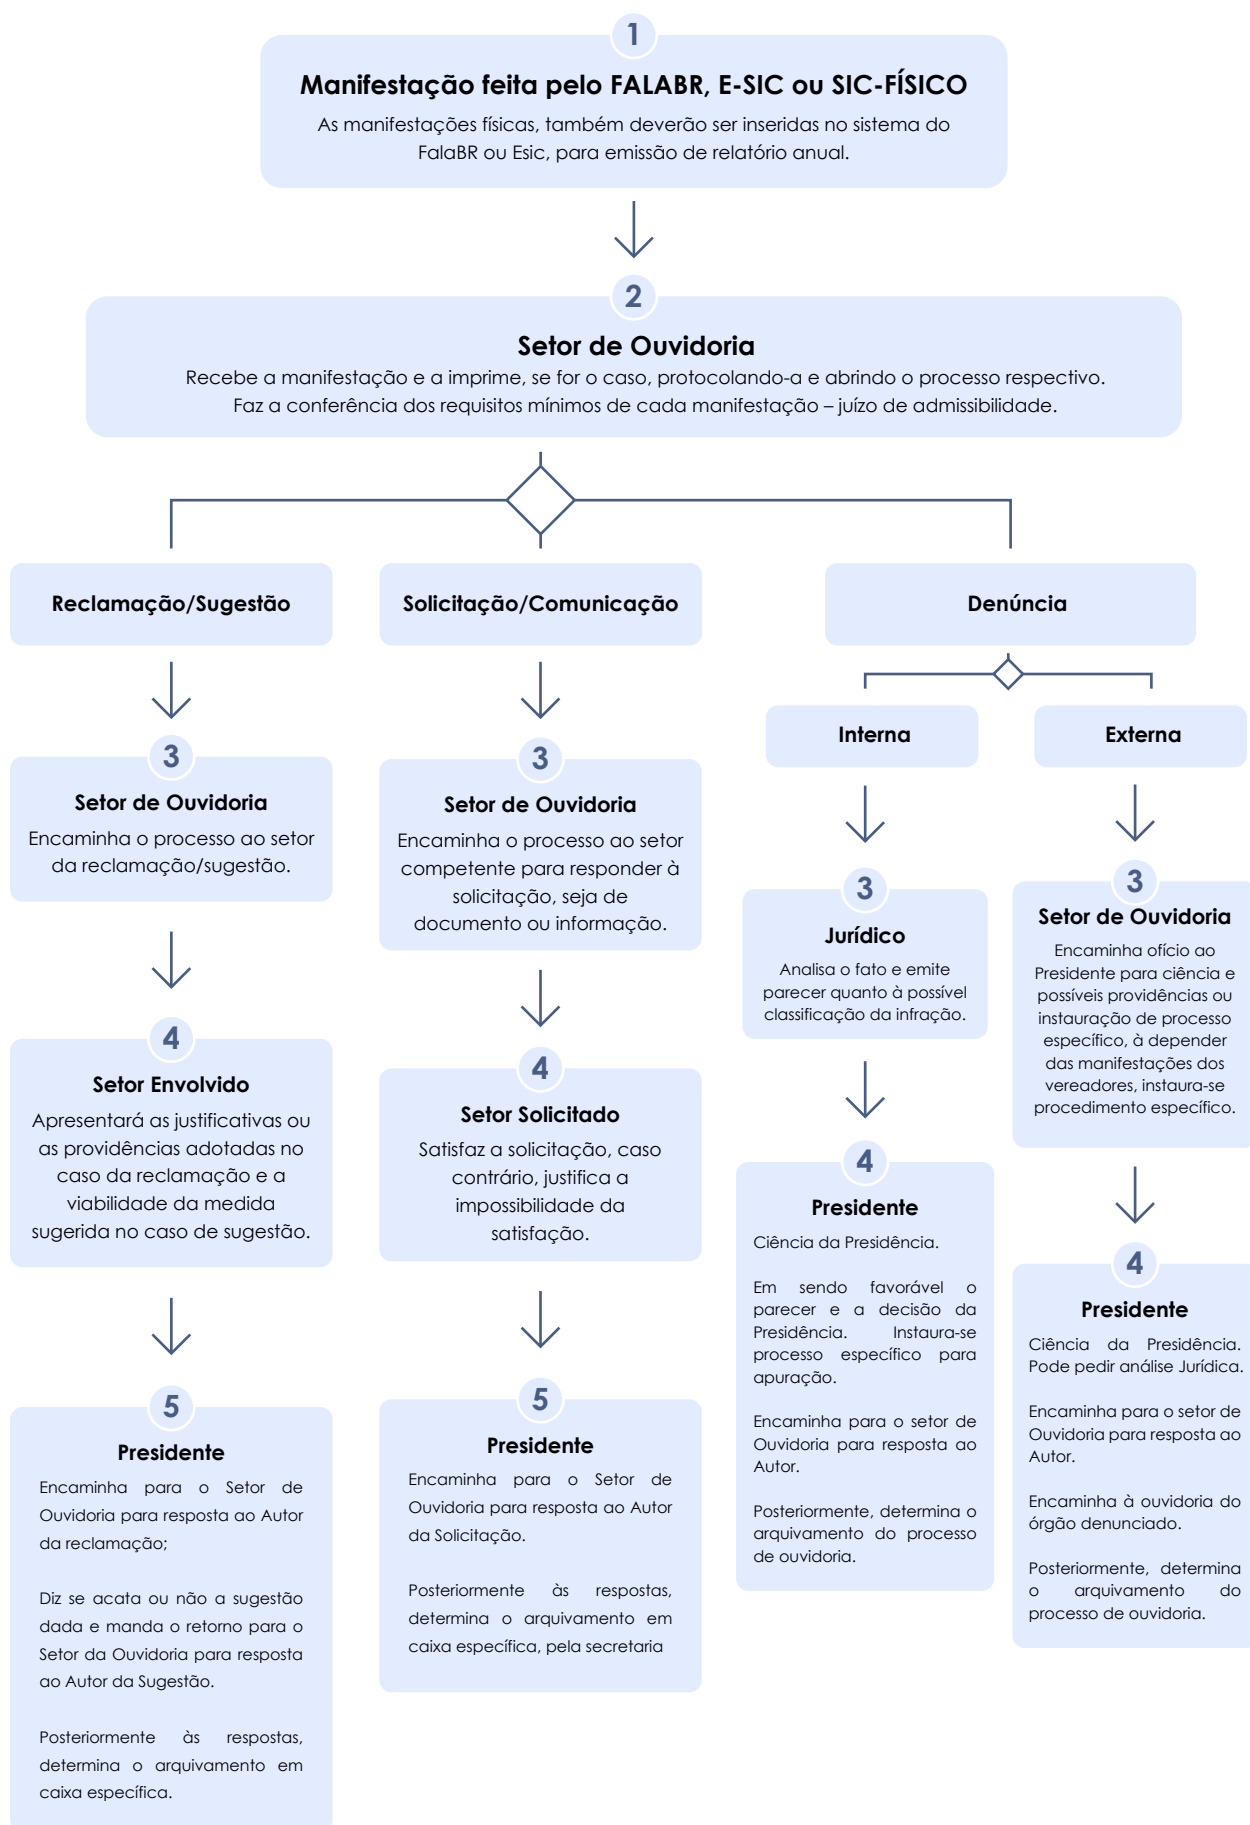 1
Manifestação feita pelo FALABR, E-SIC ou SIC-FÍSICO
As manifestações físicas, também deverão ser inseridas no sistema do
FalaBR ou Esic, para emissão de relatório anual.
2
Setor de Ouvidoria
Recebe a manifestação e a imprime, se for o caso, protocolando-a e abrindo o processo respectivo.
Faz a conferência dos requisitos mínimos de cada manifestação – juízo de admissibilidade.
Reclamação/Sugestão
3
Setor de Ouvidoria
Encaminha o processo ao setor
da reclamação/sugestão.
4
Setor Envolvido
Apresentará as justificativas ou
as providências adotadas no
caso da reclamação e a
viabilidade da medida
sugerida no caso de sugestão.
5
Presidente
Encaminha para o Setor de
Ouvidoria para resposta ao Autor
da reclamação;
Diz se acata ou não a sugestão
dada e manda o retorno para o
Setor da Ouvidoria para resposta
ao Autor da Sugestão.
Posteriormente às respostas,
determina o arquivamento em
caixa específica.
Solicitação/Comunicação
3
Setor de Ouvidoria
Encaminha o processo ao setor
competente para responder à
solicitação, seja de
documento ou informação.
4
Setor Solicitado
Satisfaz a solicitação, caso
contrário, justifica a
impossibilidade da
satisfação.
5
Presidente
Encaminha para o Setor de
Ouvidoria para resposta ao Autor
da Solicitação.
Posteriormente às respostas,
determina o arquivamento em
caixa específica, pela secretaria
Denúncia
Interna
3
Jurídico
Analisa o fato e emite
parecer quanto à possível
classificação da infração.
4
Presidente
Ciência da Presidência.
Em sendo favorável o
parecer e a decisão da
Presidência. Instaura-se
processo específico para
apuração.
Encaminha para o setor de
Ouvidoria para resposta ao
Autor.
Posteriormente, determina o
arquivamento do processo
de ouvidoria.
Externa
3
Setor de Ouvidoria
Encaminha ofício ao
Presidente para ciência e
possíveis providências ou
instauração de processo
específico, à depender
das manifestações dos
vereadores, instaura-se
procedimento específico.
4
Presidente
Ciência da Presidência.
Pode pedir análise Jurídica.
Encaminha para o setor de
Ouvidoria para resposta ao
Autor.
Encaminha à ouvidoria do
órgão denunciado.
Posteriormente, determina
o arquivamento do
processo de ouvidoria.